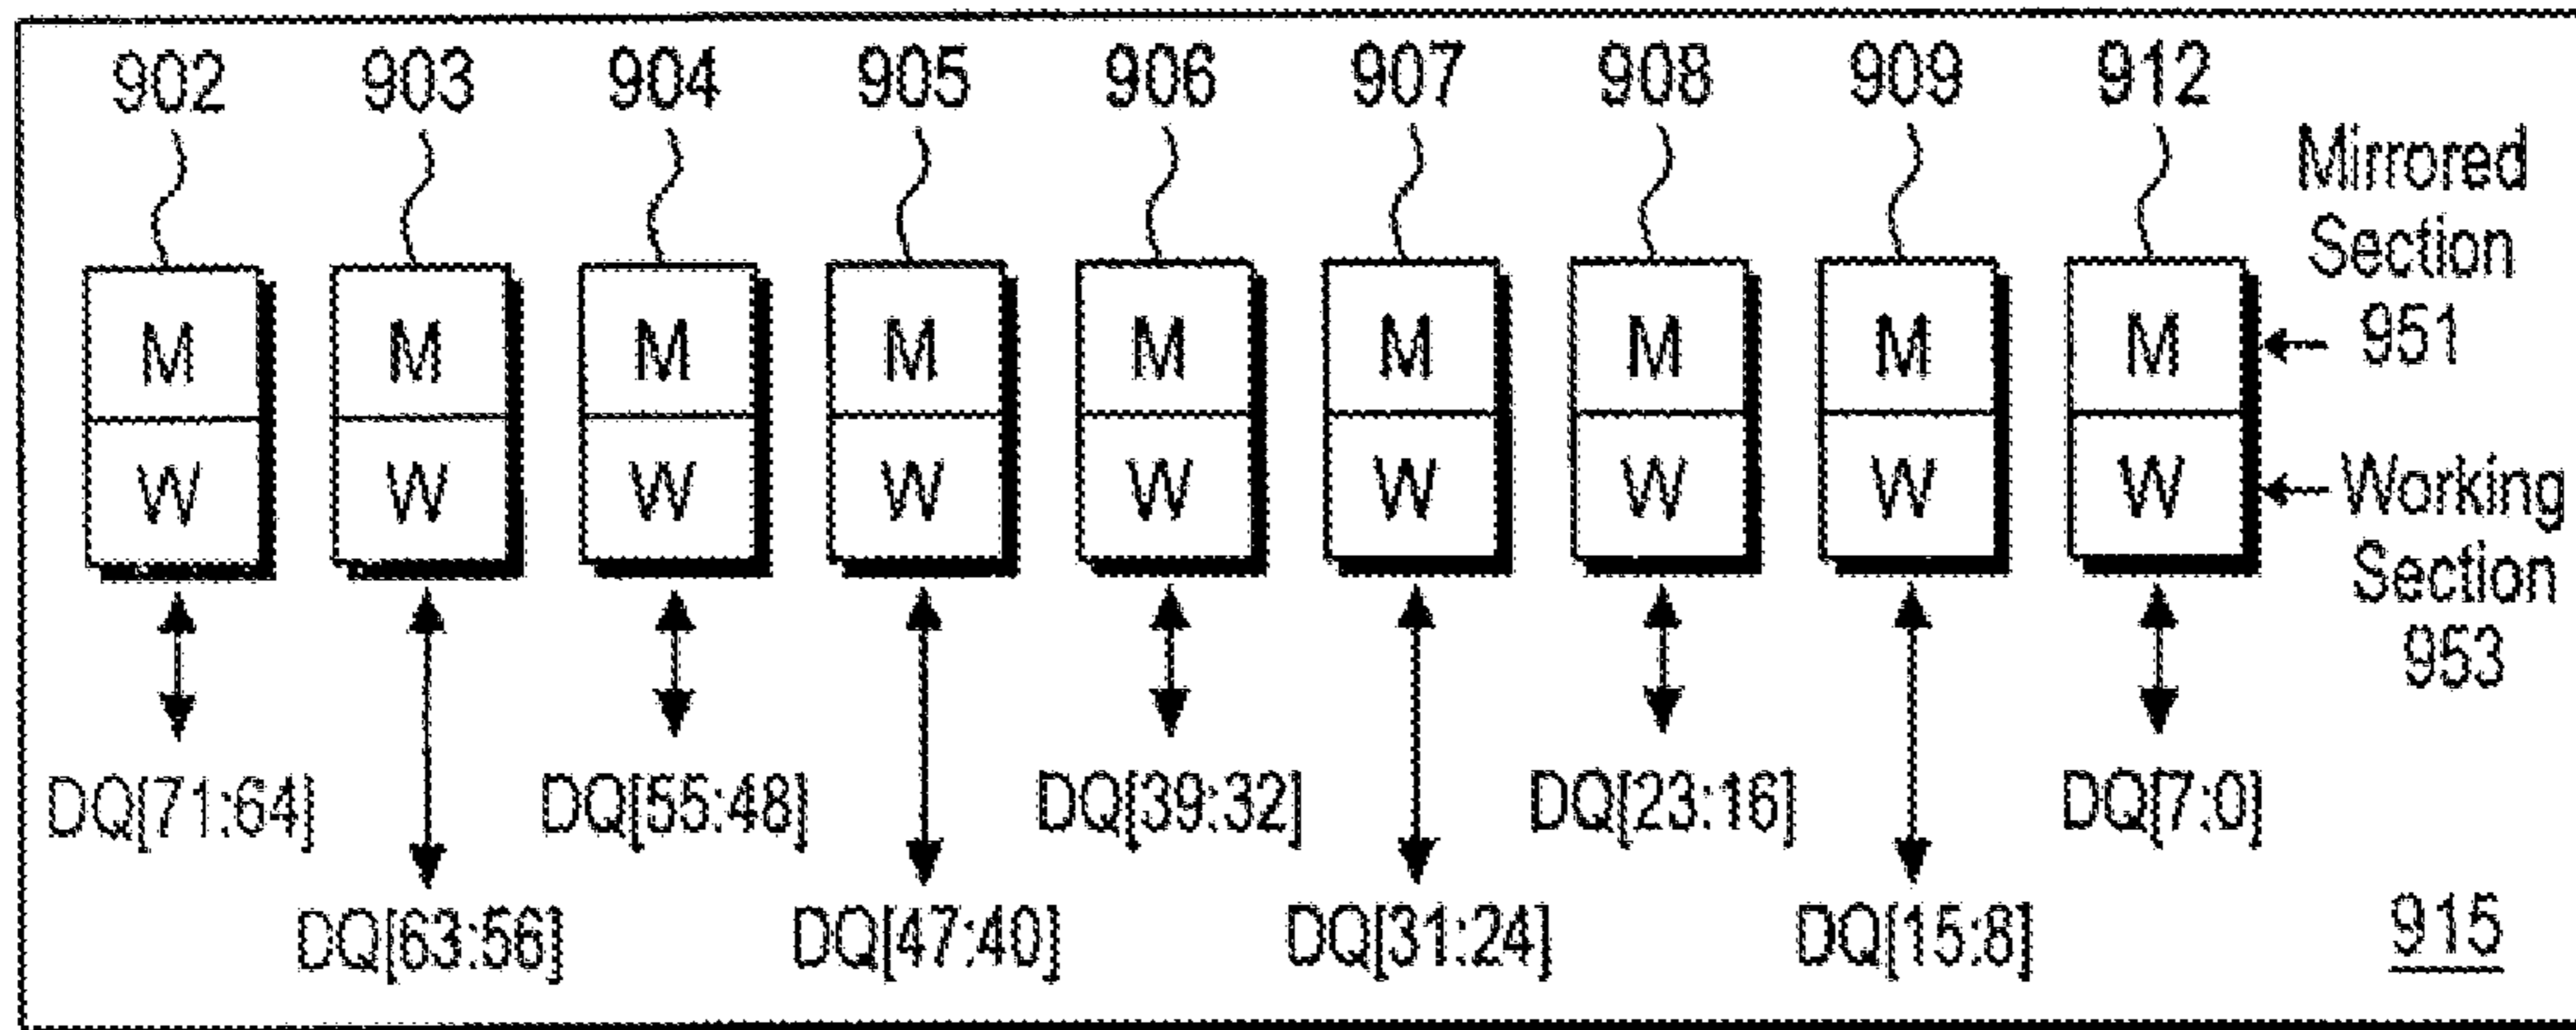 902 903 904 905 906 907 908 909 912
Mirrored
Section
951
M M M M M M M M M
W W W W W W W W W
Working
Section
953
DQ[71:64] DQ[55:48] DQ[39:32] DQ[23:16] DQ[7:0]
DQ[63:56] DQ[47:40] DQ[31:24] DQ[15:8]
915